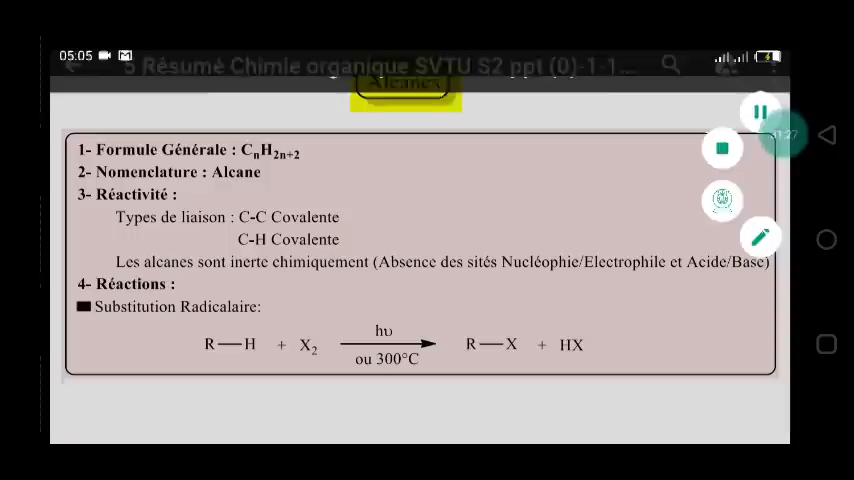 05:05
5 Résumé Chimie organique SVTU S2 ppt (0)-1-1...
Alcanes
1- Formule Générale : CnH2n+2
2- Nomenclature : Alcane
3- Réactivité :
Types de liaison : C-C Covalente
C-H Covalente
Les alcanes sont inerte chimiquement (Absence des sités Nucléophie/Electrophile et Acide/Base)
4- Réactions :
Substitution Radicalaire:
hυ
R—H + X2 R—X + HX
ou 300°C